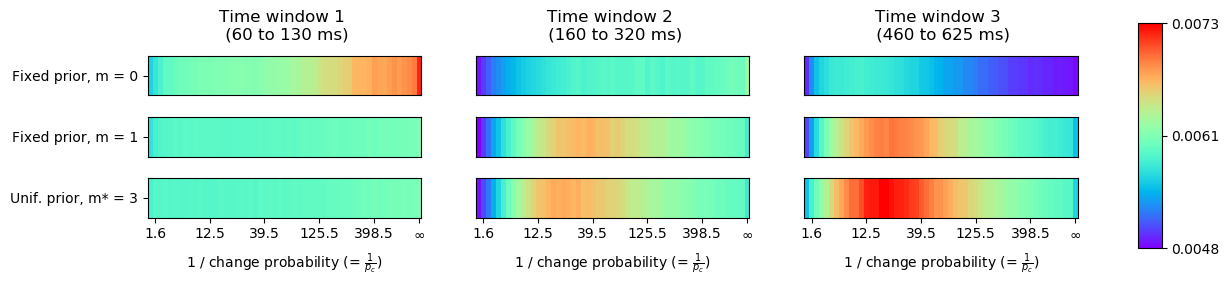 Time window 1
(60 to 130 ms)
Time window 2
(160 to 320 ms)
Time window 3
(460 to 625 ms)
0.0073
Fixed prior, m = 0
Fixed prior, m = 1
0.0061
Unif. prior, m* = 3
1.6 12.5 39.5 125.5 398.5 ∞
1.6 12.5 39.5 125.5 398.5 ∞
1.6 12.5 39.5 125.5 398.5 ∞
0.0048
1 / change probability (= 1/p_c)
1 / change probability (= 1/p_c)
1 / change probability (= 1/p_c)